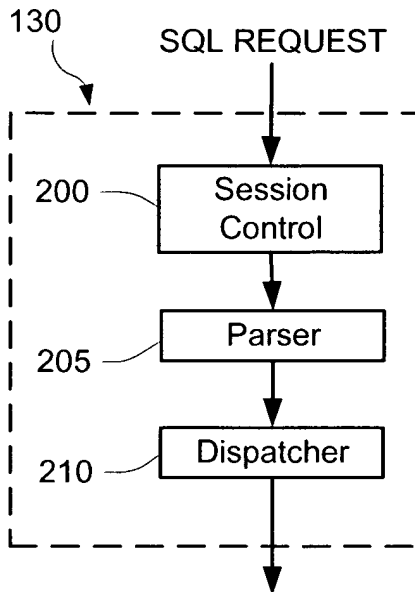 130
SQL REQUEST
200
Session
Control
Parser
205
Dispatcher
210